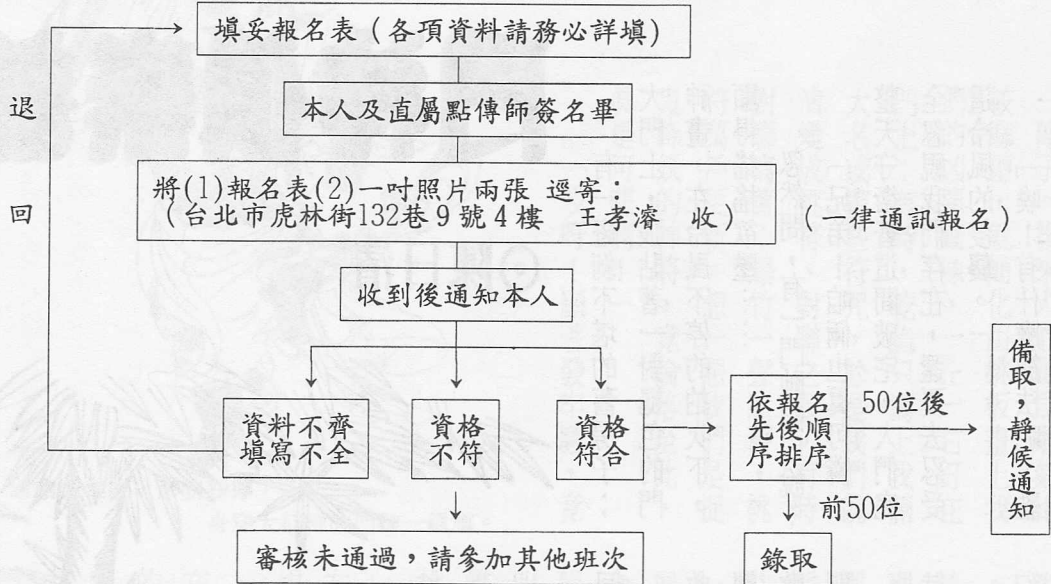 填妥報名表（各項資料請務必詳填）
退
回
本人及直屬點傳師簽名畢
將(1)報名表(2)一吋照片兩張 逕寄：
（台北市虎林街132巷9號4樓 王孝濬 收）
（一律通訊報名）
收到後通知本人
資料不齊
填寫不全
資格
不符
資格
符合
依報名
先後順
序排序
50位後
備取，靜候通知
前50位
審核未通過，請參加其他班次
錄取